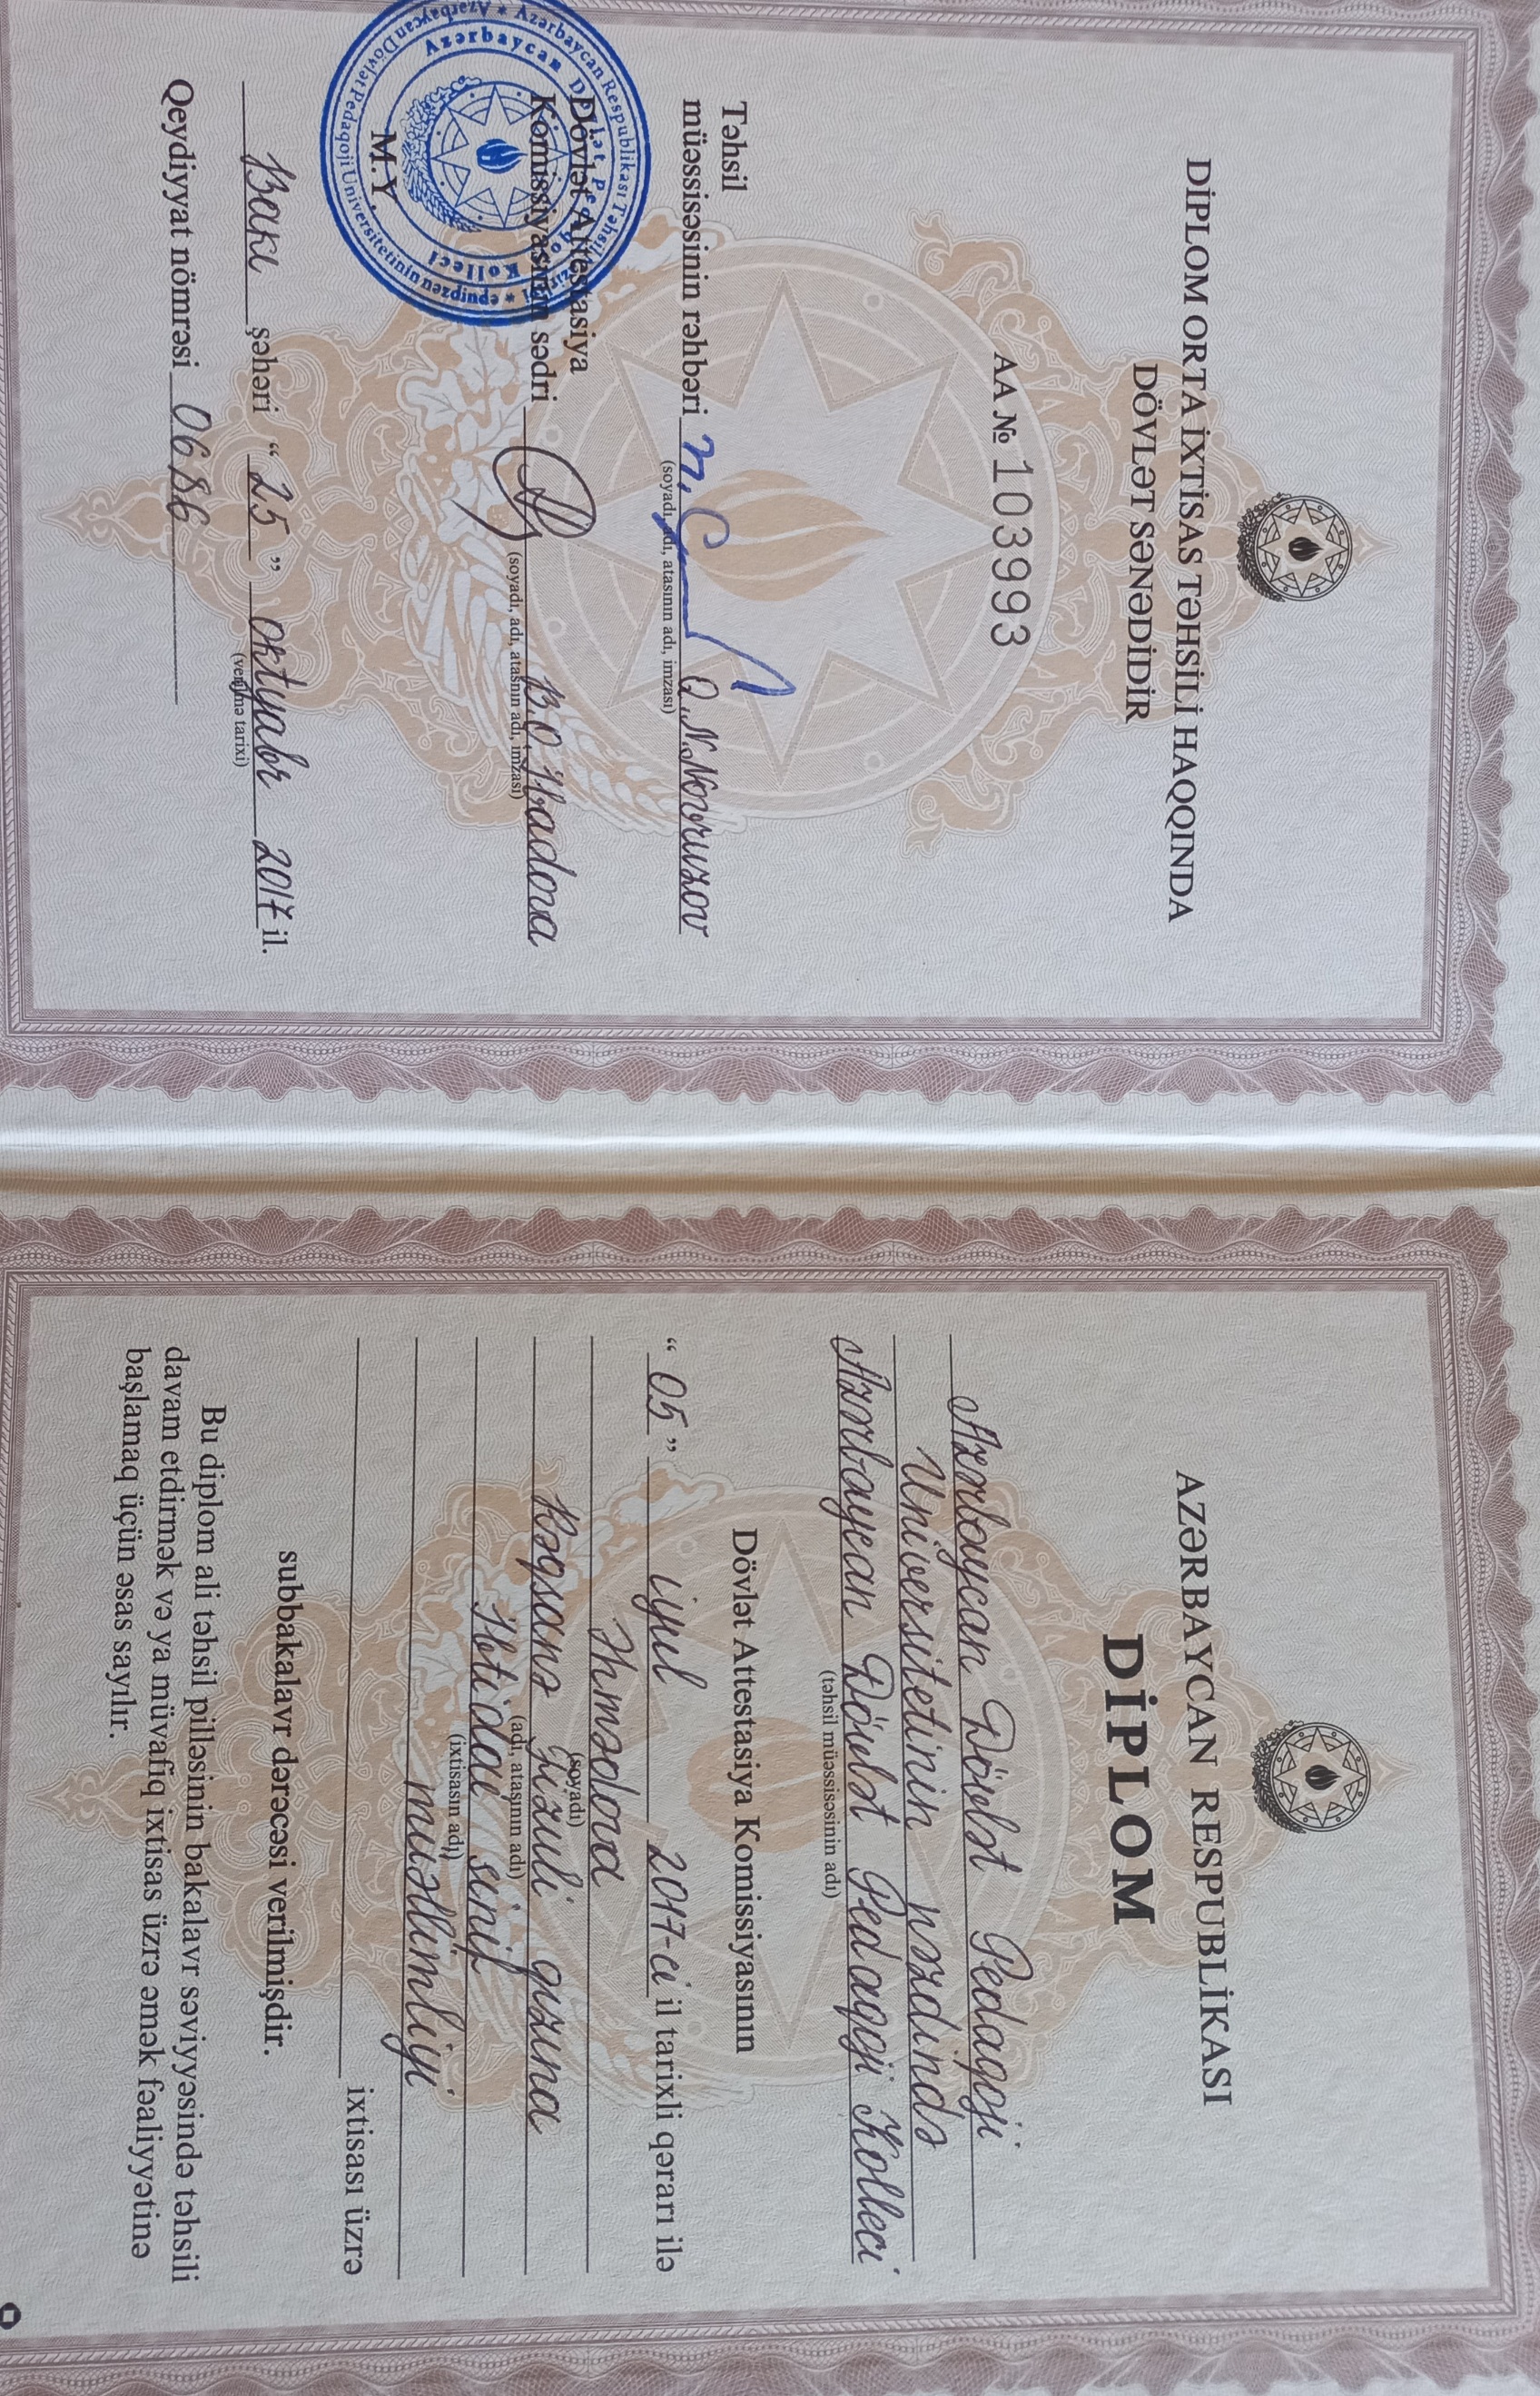 DİPLOM ORTA İXTİSAS TƏHSİLİ HAQQINDA
DÖVLƏT SƏNƏDİDİR
AA № 103993
Təhsil
müəssisəsinin rəhbəri Q.N.Novruzov
(soyadı, adı, atasının adı, imzası)
Dövlət Attestasiya
Komissiyasının sədri B.O.İbadova
(soyadı, adı, atasının adı, imzası)
M.Y.
Bakı şəhəri “25” oktyabr 2017 il.
(verilmə tarixi)
Qeydiyyat nömrəsi 0686
AZƏRBAYCAN RESPUBLİKASI
DİPLOM
Azərbaycan Dövlət Pedaqoji
Universitetinin nəzdində
Azərbaycan Dövlət Pedaqoji Kolleci
(təhsil müəssisəsinin adı)
Dövlət Attestasiya Komissiyasının
“05” iyul 2017-ci il tarixli qərarı ilə
Əhmədova
(soyadı)
Rəqsanə Füzuli qızına
(adı, atasının adı)
İbtidai sinif
(ixtisasın adı)
müəllimliyi
ixtisası üzrə
subbakalavr dərəcəsi verilmişdir.
Bu diplom ali təhsil pilləsinin bakalavr səviyyəsində təhsili
davam etdirmək və ya müvafiq ixtisas üzrə əmək fəaliyyətinə
başlamaq üçün əsas sayılır.